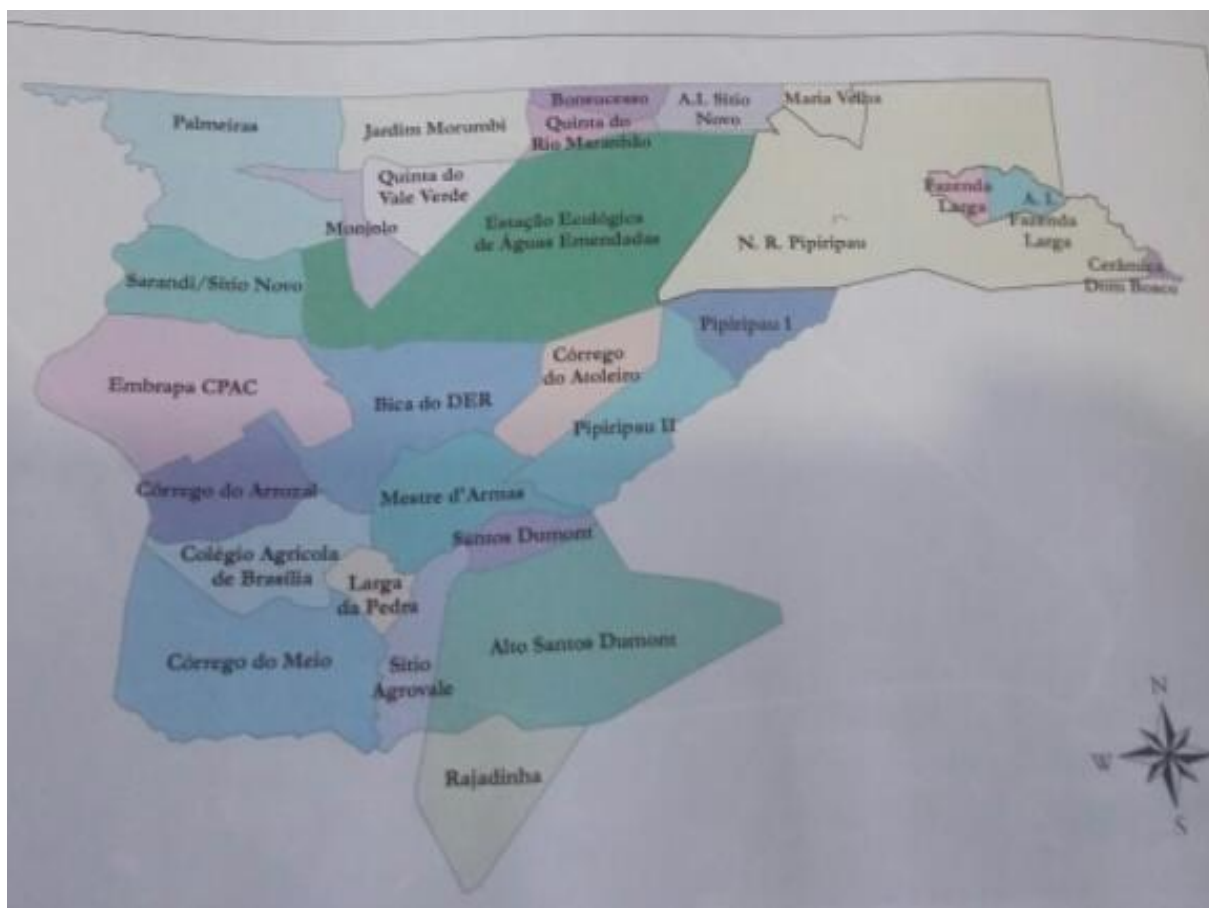 Palmeiras
Jardim Morumbi
Bonsucesso
Quinta do
Rio Maranhão
A.I. Sítio
Novo
Maria Velha
Quinta do
Vale Verde
Monjolo
Estação Ecológica
de Águas Emendadas
N. R. Pipiripau
Fazenda
Larga
A. I.
Fazenda
Larga
Cerâmica
Dom Bosco
Sarandi/Sítio Novo
Pipiripau I
Embrapa CPAC
Córrego
do Atoleiro
Bica do DER
Pipiripau II
Córrego do Arrozal
Mestre d'Armas
Santos Dumont
Colégio Agrícola
de Brasília
Larga
da Pedra
Alto Santos Dumont
Córrego do Meio
Sítio
Agrovale
Rajadinha
N
W
S